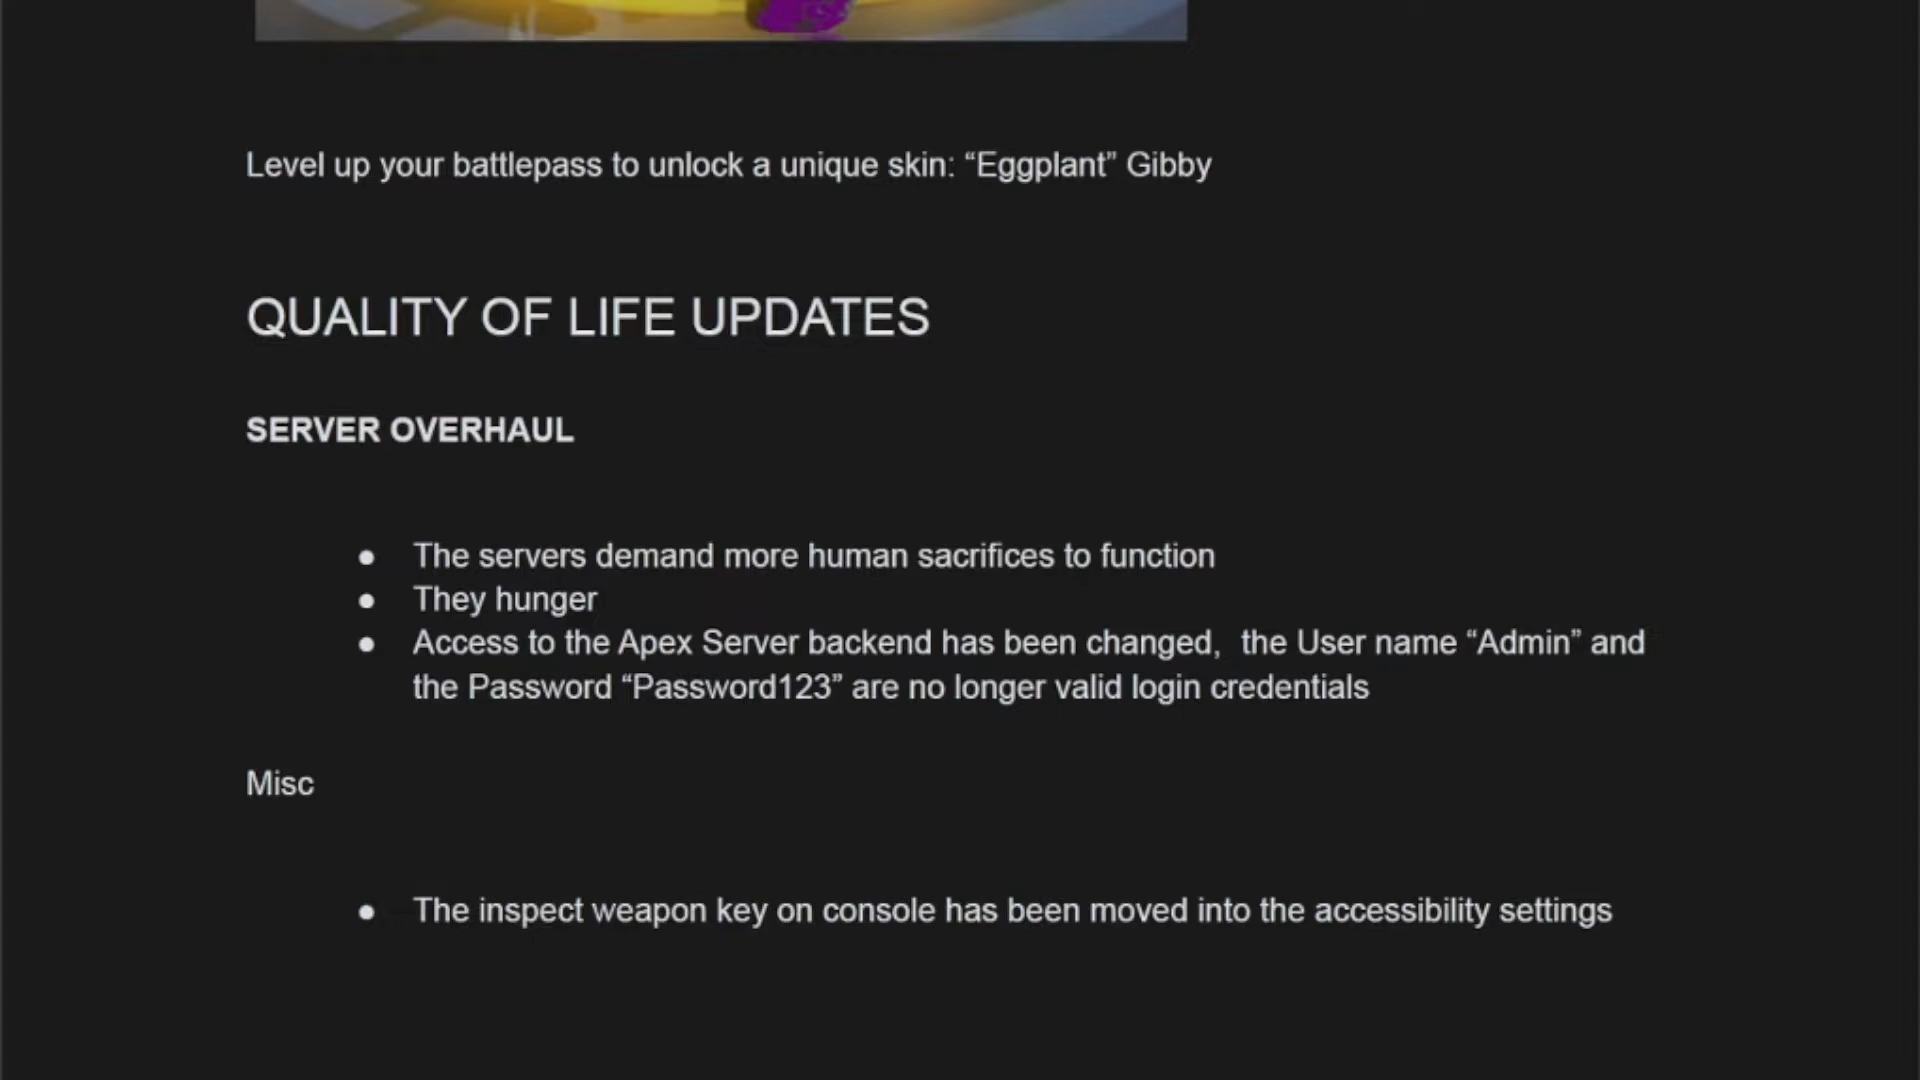 Level up your battlepass to unlock a unique skin: “Eggplant” Gibby
QUALITY OF LIFE UPDATES
SERVER OVERHAUL
● The servers demand more human sacrifices to function
● They hunger
● Access to the Apex Server backend has been changed,  the User name “Admin” and
the Password “Password123” are no longer valid login credentials
Misc
● The inspect weapon key on console has been moved into the accessibility settings